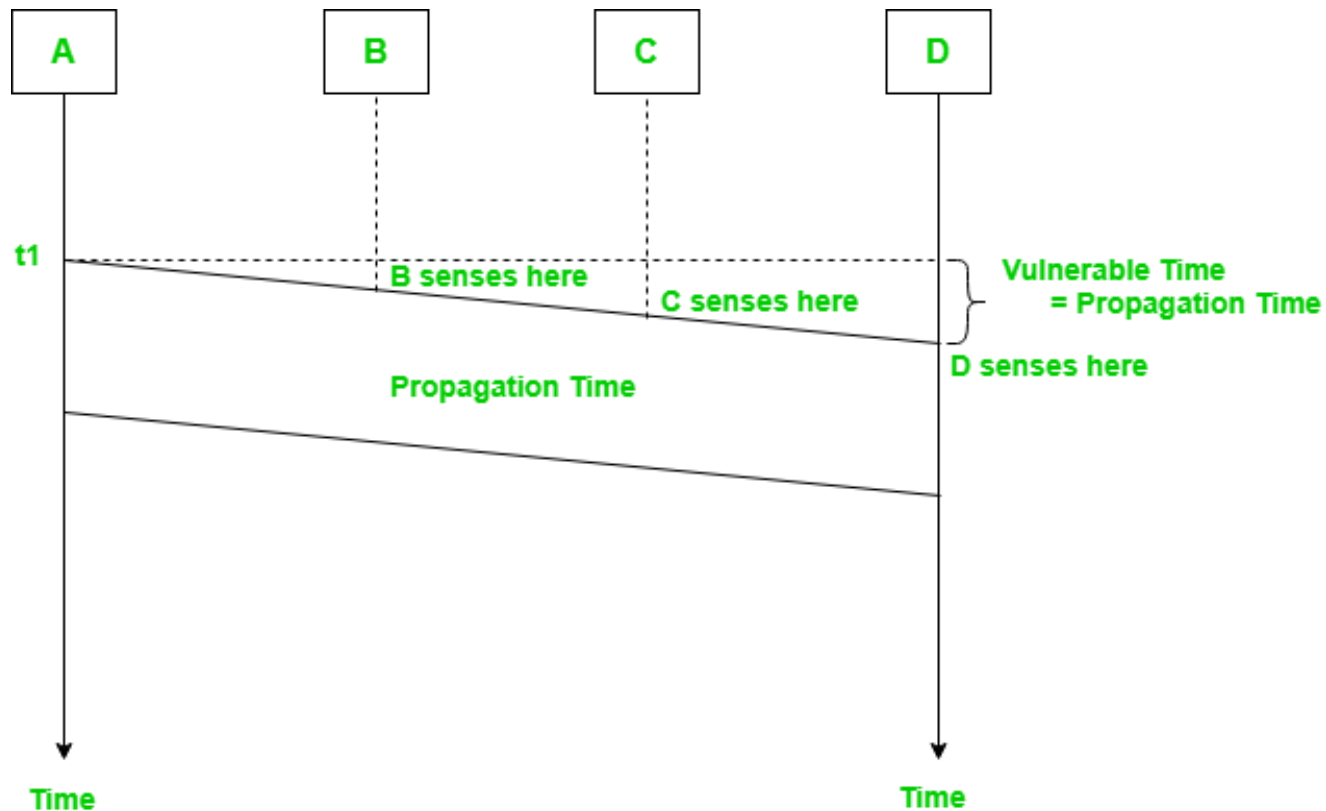 A
B
C
D
t1
B senses here
C senses here
Vulnerable Time
= Propagation Time
D senses here
Propagation Time
Time
Time